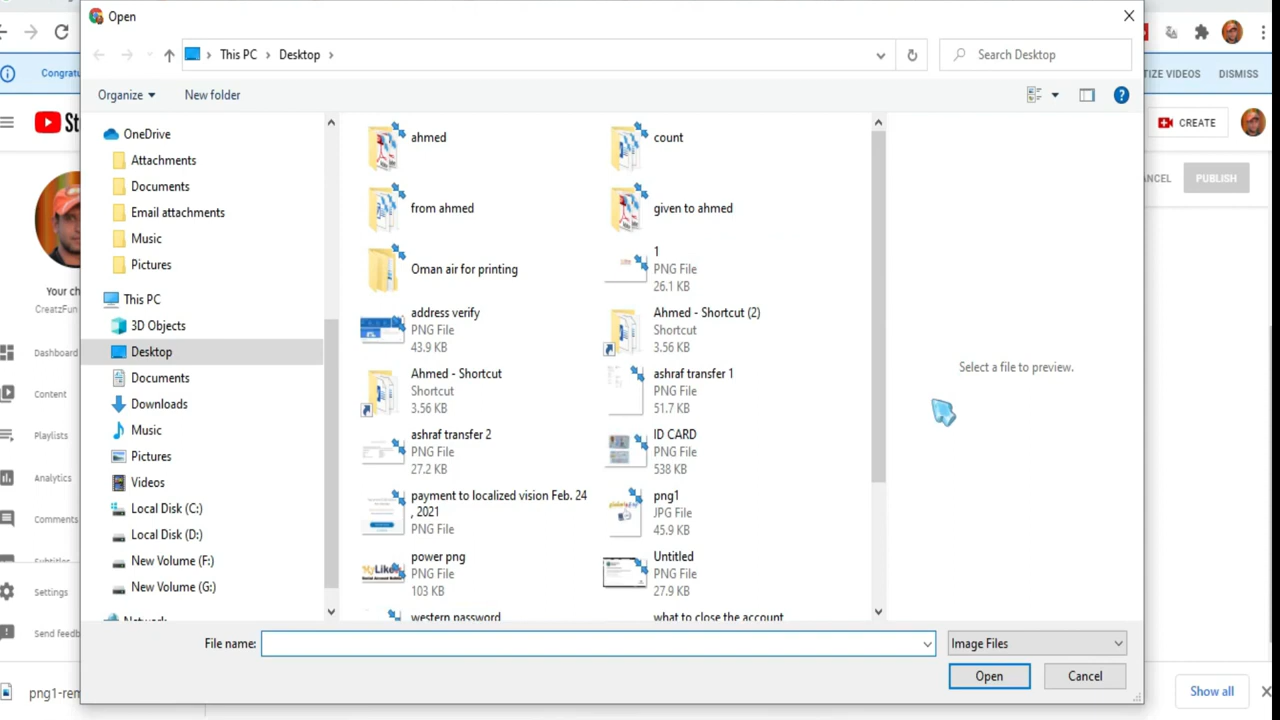 Open
This PC
Desktop
Search Desktop
Organize
New folder
Congratu
TIZE VIDEOS
DISMISS
St
CREATE
ANCEL
PUBLISH
Your ch
CreatzFun
Dashboard
Content
Playlists
Analytics
Comments
Settings
Send feedb
OneDrive
Attachments
Documents
Email attachments
Music
Pictures
This PC
3D Objects
Desktop
Documents
Downloads
Music
Pictures
Videos
Local Disk (C:)
Local Disk (D:)
New Volume (F:)
New Volume (G:)
ahmed
count
from ahmed
given to ahmed
Oman air for printing
1
PNG File
26.1 KB
address verify
PNG File
43.9 KB
Ahmed - Shortcut (2)
Shortcut
3.56 KB
Ahmed - Shortcut
Shortcut
3.56 KB
ashraf transfer 1
PNG File
51.7 KB
ashraf transfer 2
PNG File
27.2 KB
ID CARD
PNG File
538 KB
payment to localized vision Feb. 24
, 2021
PNG File
png1
JPG File
45.9 KB
power png
PNG File
103 KB
Untitled
PNG File
27.9 KB
western password
what to close the account
Select a file to preview.
File name:
Image Files
Open
Cancel
png1-rem
Show all